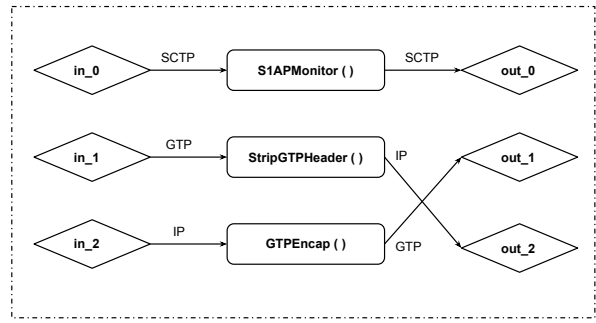 SCTP
SCTP
in_0
S1APMonitor ( )
out_0
GTP
IP
in_1
StripGTPHeader ( )
out_1
IP
in_2
GTPEncap ( )
GTP
out_2